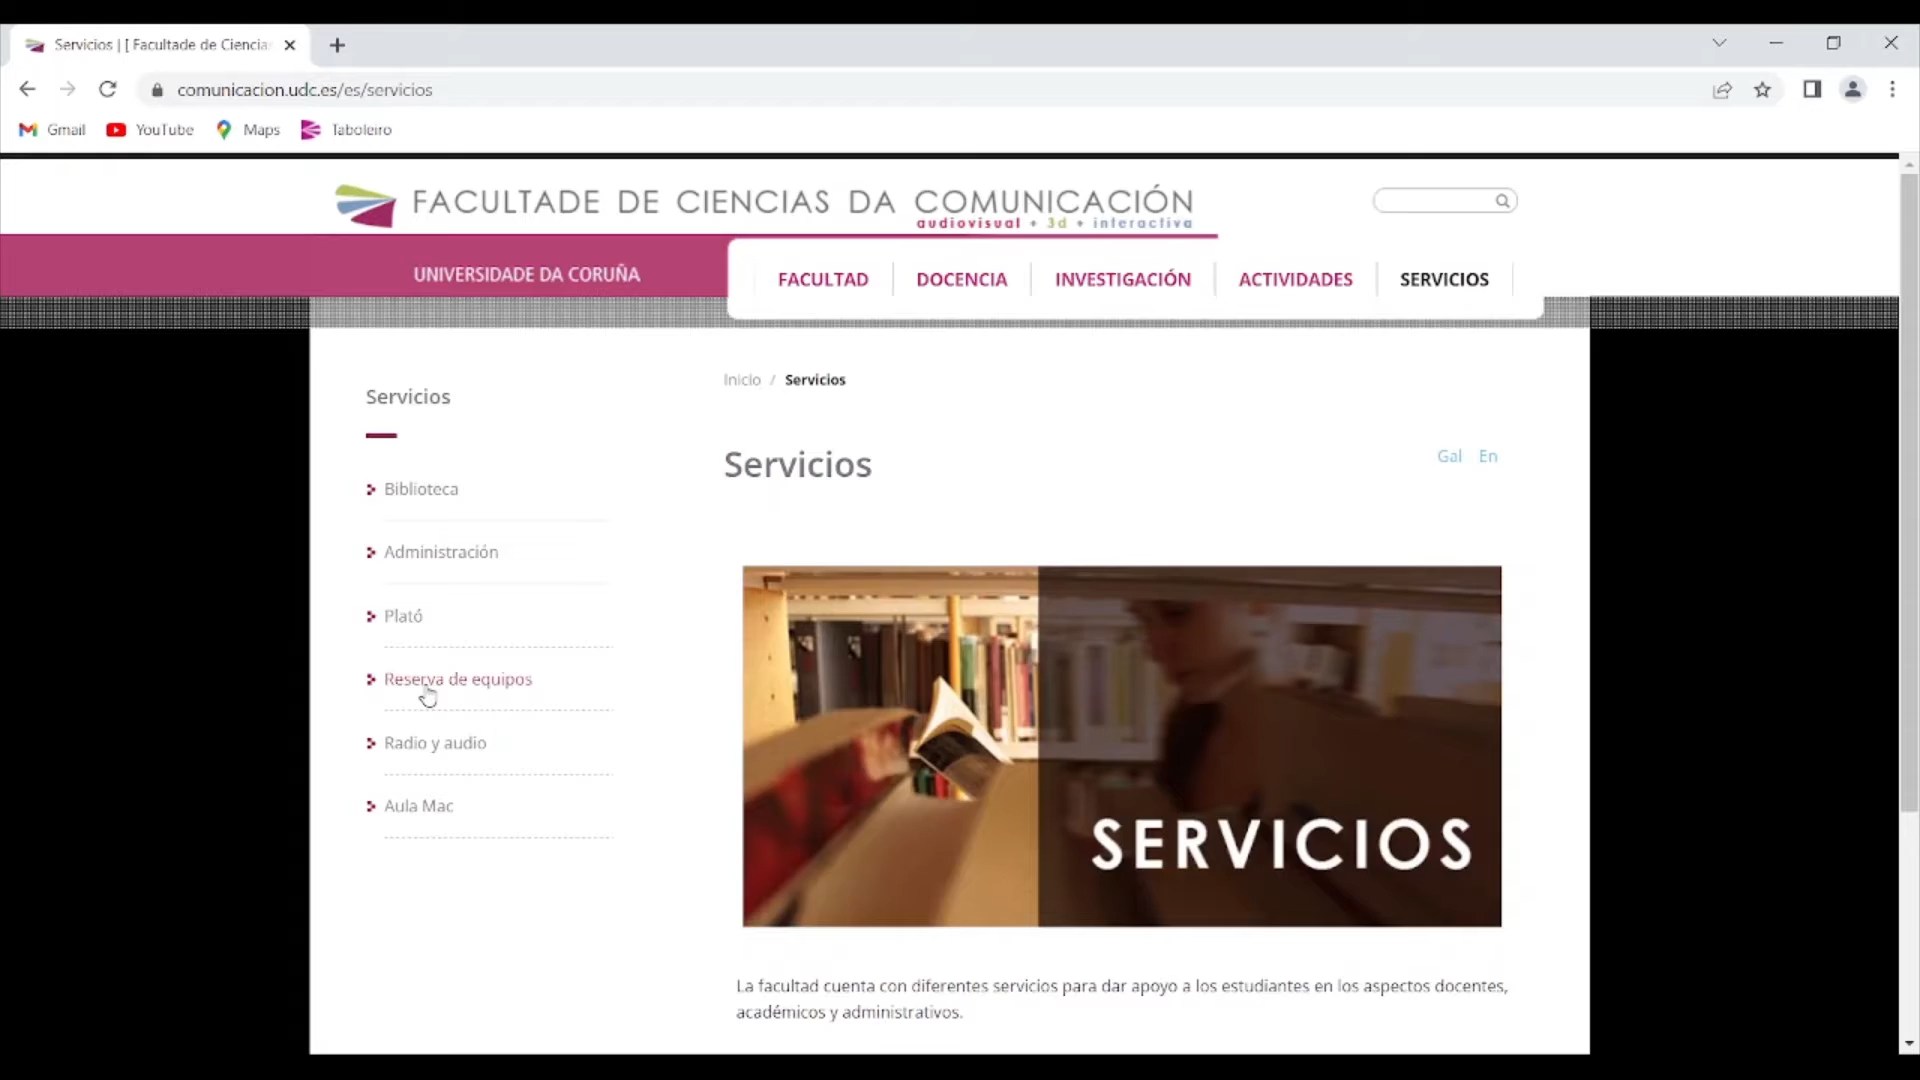 Servicios | [ Facultade de Ciencia
comunicacion.udc.es/es/servicios
Gmail YouTube Maps Taboleiro
FACULTADE DE CIENCIAS DA COMUNICACIÓN
audiovisual + 3d + interactiva
UNIVERSIDADE DA CORUÑA
FACULTAD DOCENCIA INVESTIGACIÓN ACTIVIDADES SERVICIOS
Inicio / Servicios
Servicios
Servicios
Gal En
Biblioteca
Administración
Plató
Reserva de equipos
Radio y audio
Aula Mac
SERVICIOS
La facultad cuenta con diferentes servicios para dar apoyo a los estudiantes en los aspectos docentes,
académicos y administrativos.